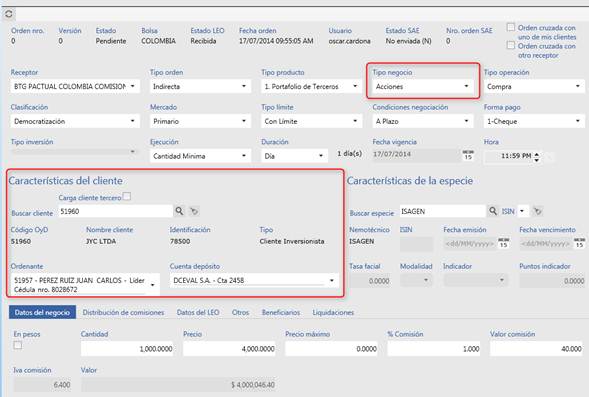 Orden nro. Versión Estado Bolsa Estado LEO Fecha orden Usuario Estado SAE Nro. orden SAE Orden cruzada con uno de mis clientes
0 0 Pendiente COLOMBIA Recibida 17/07/2014 09:55:05 AM oscar.cardona No enviada (N) 0 Orden cruzada con otro receptor
Receptor Tipo orden Tipo producto Tipo negocio Tipo operación
BTG PACTUAL COLOMBIA COMISION Indirecta 1. Portafolio de Terceros Acciones Compra
Clasificación Mercado Tipo límite Condiciones negociación Forma pago
Democratización Primario Con Límite A Plazo 1-Cheque
Tipo inversión Ejecución Duración Fecha vigencia Hora
Cantidad Minima Día 1 día(s) 17/07/2014 15 11:59 PM
Características del cliente Características de la especie
Carga cliente tercero
Buscar cliente 51960 Buscar especie ISAGEN ISIN
Código OyD Nombre cliente Identificación Tipo Nemotécnico ISIN Fecha emisión Fecha vencimiento
51960 JYC LTDA 78500 Cliente Inversionista ISAGEN <dd/MM/yyyy> 15 <dd/MM/yyyy> 15
Ordenante Cuenta depósito Tasa facial Modalidad Indicador Puntos indicador
51957 - PEREZ RUIZ JUAN CARLOS - Líder DCEVAL S.A. - Cta 2458 0.0000 0.0000
Cédula nro. 8028672
Datos del negocio Distribución de comisiones Datos del LEO Otros Beneficiarios Liquidaciones
En pesos Cantidad Precio Precio máximo % Comisión Valor comisión
1,000.0000 4,000.0000 0.0000 1.000 40.000
Iva comisión Valor
6.400 $ 4,000,046.40